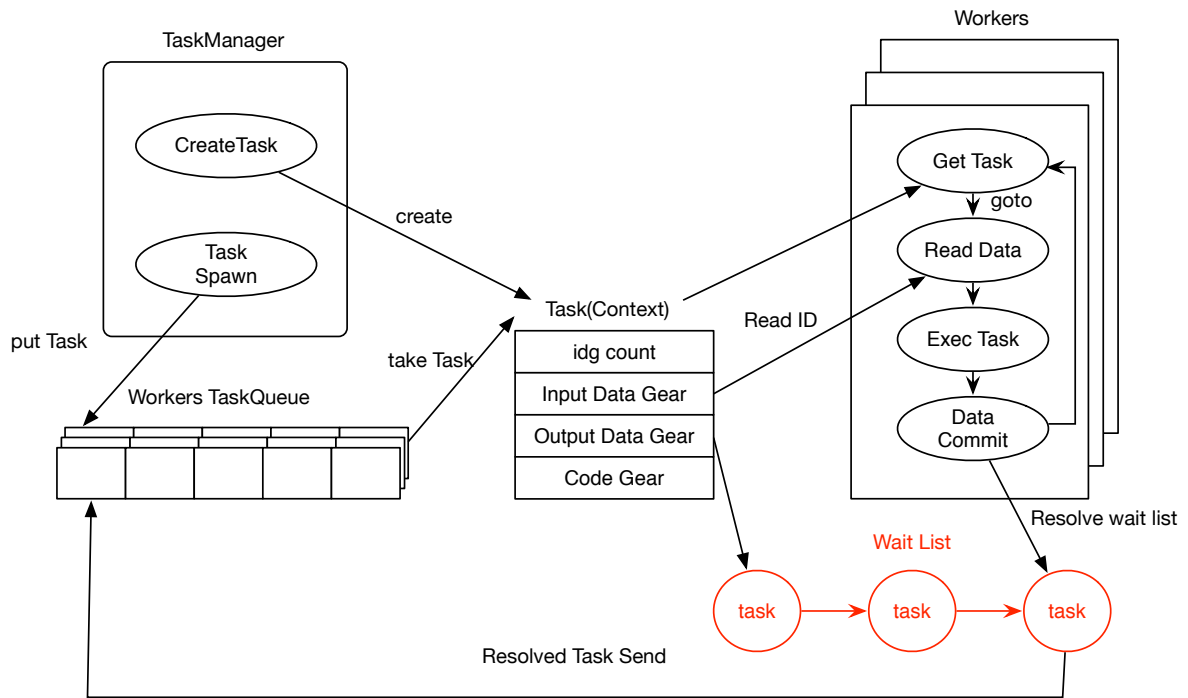 Workers
TaskManager
CreateTask
Get Task
goto
create
Task
Spawn
Read Data
Task(Context)
Read ID
put Task
take Task
idg count
Exec Task
Workers TaskQueue
Input Data Gear
Output Data Gear
Data
Commit
Code Gear
Resolve wait list
Wait List
task
task
task
Resolved Task Send